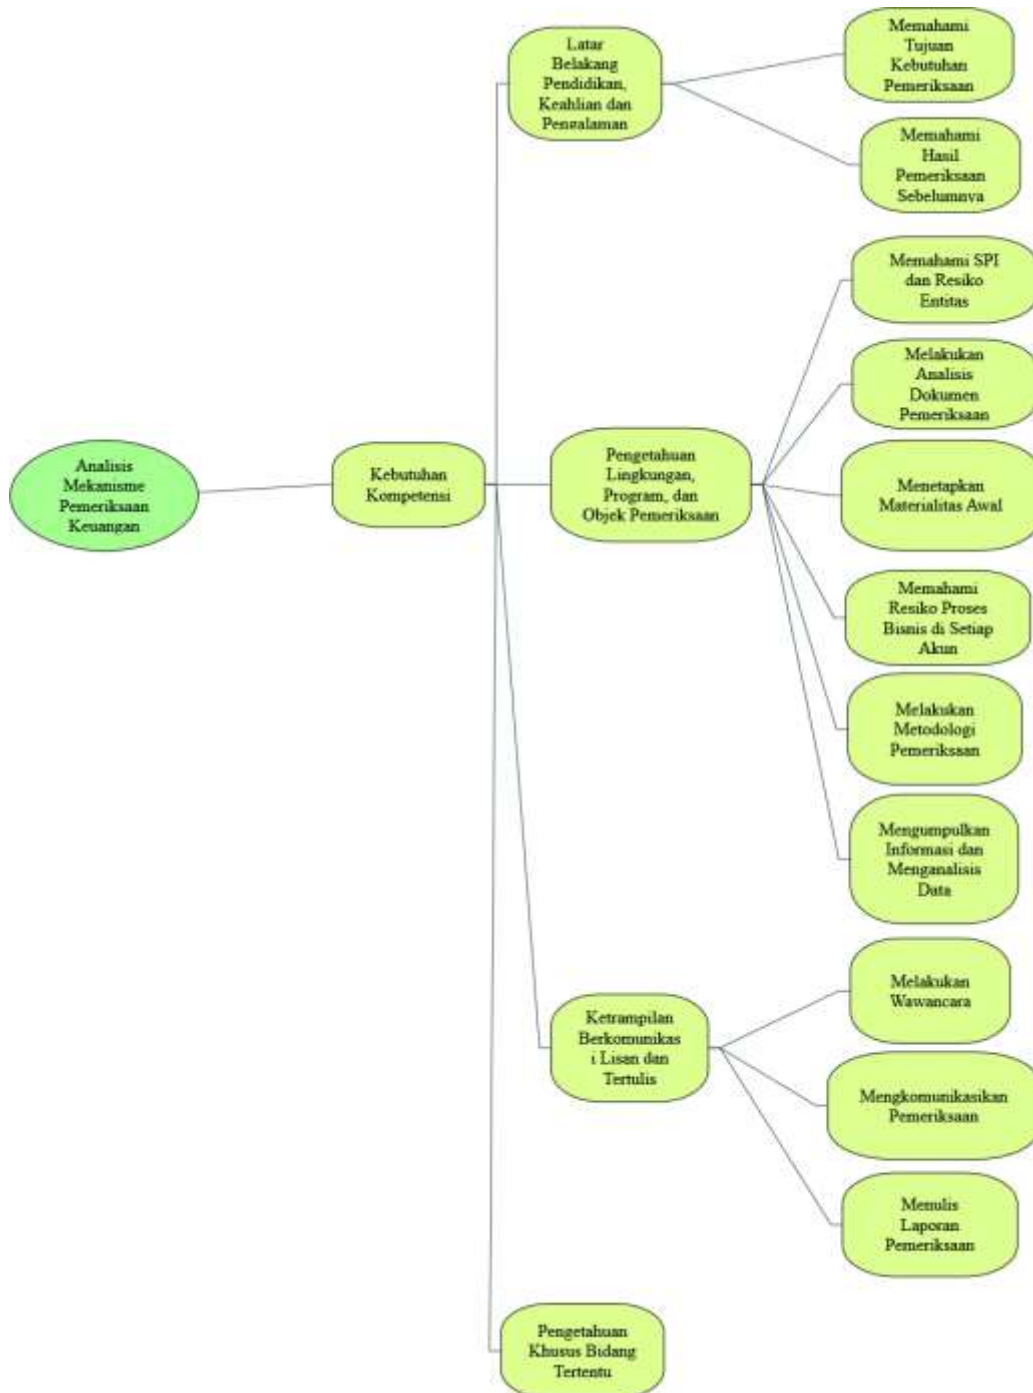 Latar
Belakang
Pendidikan,
Keahlian dan
Pengalaman
Memahami
Tujuan
Kebutuhan
Pemeriksaan
Memahami
Hasil
Pemeriksaan
Sebelumnya
Memahami SPI
dan Resiko
Entitas
Melakukan
Analisis
Dokumen
Pemeriksaan
Analisis
Mekanisme
Pemeriksaan
Keuangan
Kebutuhan
Kompetensi
Pengetahuan
Lingkungan,
Program, dan
Objek Pemeriksaan
Menetapkan
Materialitas Awal
Memahami
Resiko Proses
Bisnis di Setiap
Akun
Melakukan
Metodologi
Pemeriksaan
Mengumpulkan
Informasi dan
Menganalisis
Data
Ketrampilan
Berkomunikas
i Lisan dan
Tertulis
Melakukan
Wawancara
Mengkomunikasikan
Pemeriksaan
Menulis
Laporan
Pemeriksaan
Pengetahuan
Khusus Bidang
Tertentu